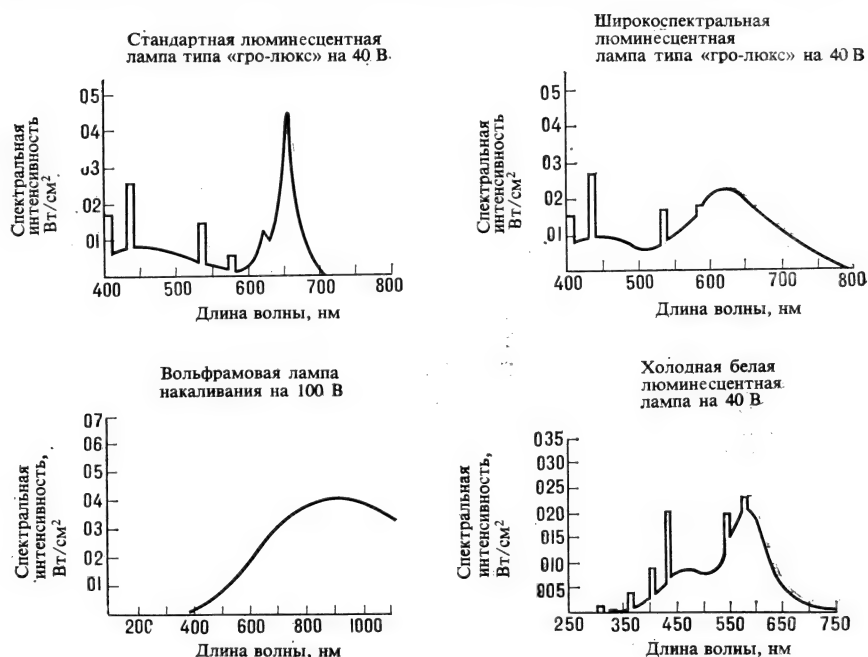 Стандартная люминесцентная
лампа типа «гро-люкс» на 40 В
Спектральная
интенсивность
Вт/см²
05
04
03
02
01
400 500 600 700 800
Длина волны, нм
Широкоспектральная
люминесцентная
лампа типа «гро-люкс» на 40 В
Спектральная
интенсивность
Вт/см²
05
04
03
02
01
400 500 600 700 800
Длина волны, нм
Вольфрамовая лампа
накаливания на 100 В
Спектральная
интенсивность,
Вт/см²
07
06
05
04
03
02
01
200 400 600 800 1000
Длина волны, нм
Холодная белая
люминесцентная
лампа на 40 В
Спектральная
интенсивность,
Вт/см²
035
030
025
020
015
010
005
250 350 450 550 650 750
Длина волны, нм